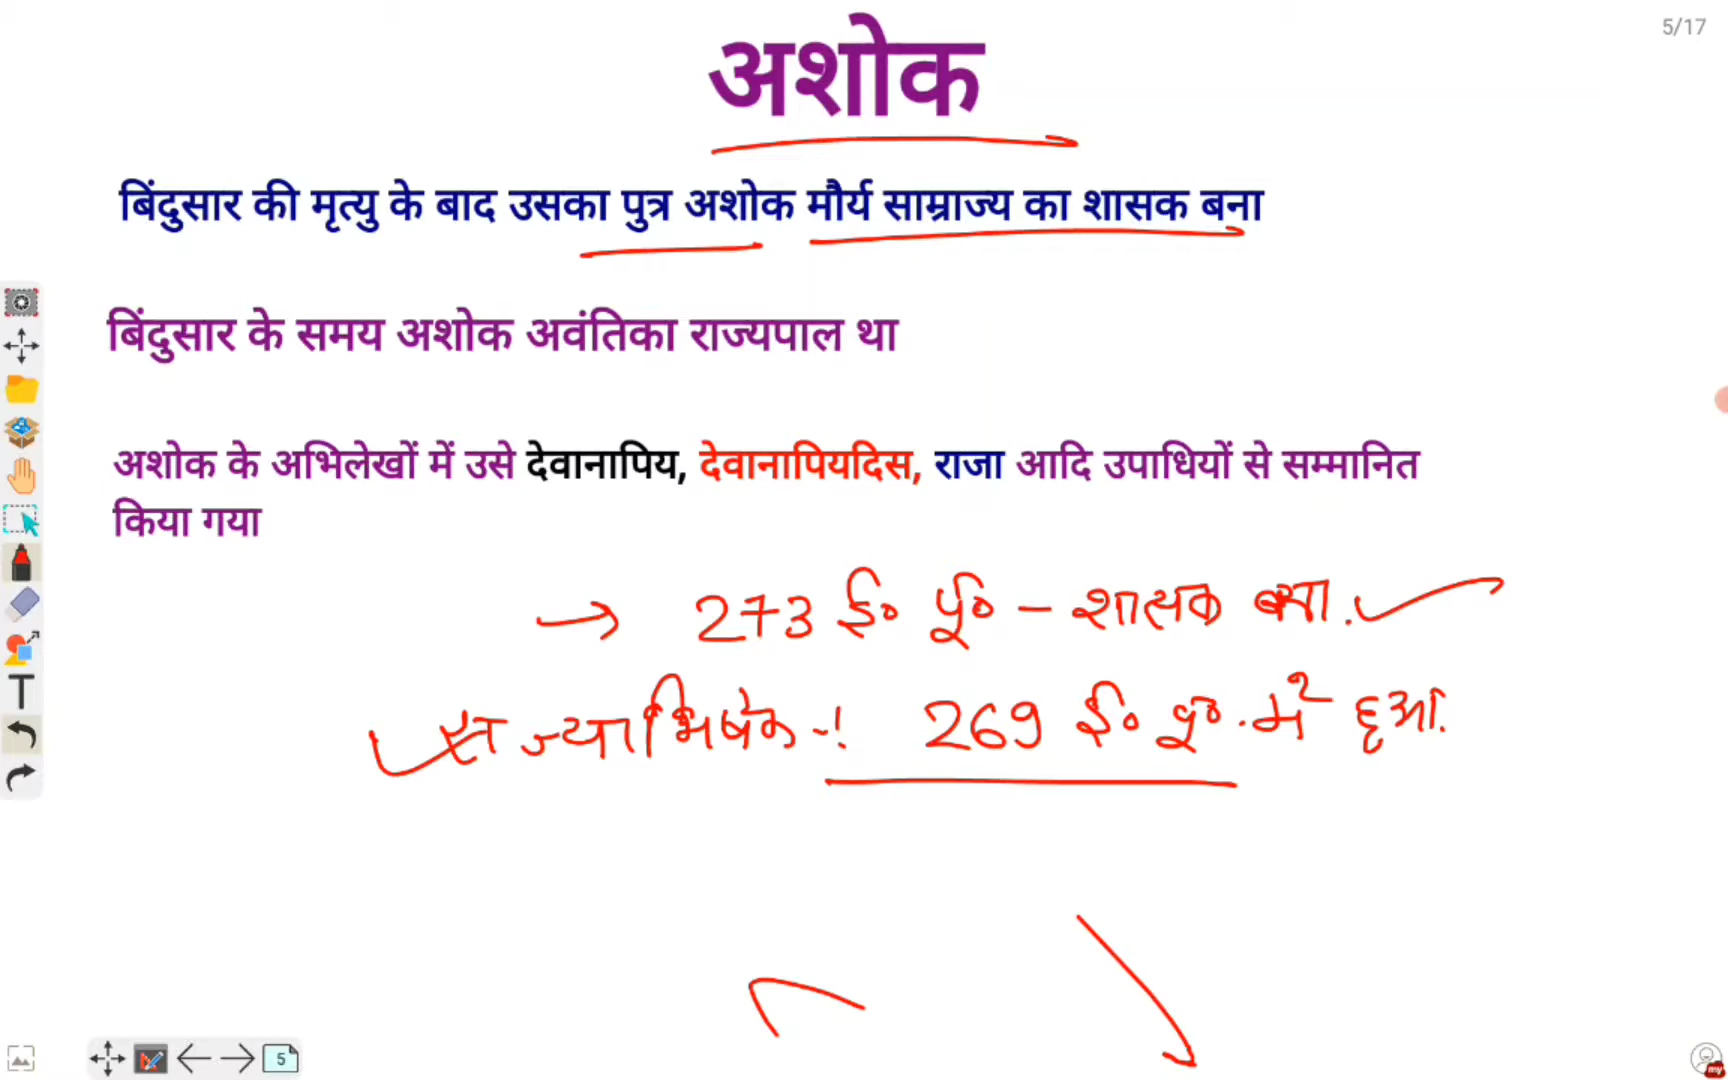 5/17
अशोक
बिंदुसार की मृत्यु के बाद उसका पुत्र अशोक मौर्य साम्राज्य का शासक बना
बिंदुसार के समय अशोक अवंतिका राज्यपाल था
अशोक के अभिलेखों में उसे देवानापिय, देवानापियदिस, राजा आदि उपाधियों से सम्मानित
किया गया
→ 273 ई० पू० – शासक बना.
राज्याभिषेक -: 269 ई० पू०. में हुआ.
T
5
my